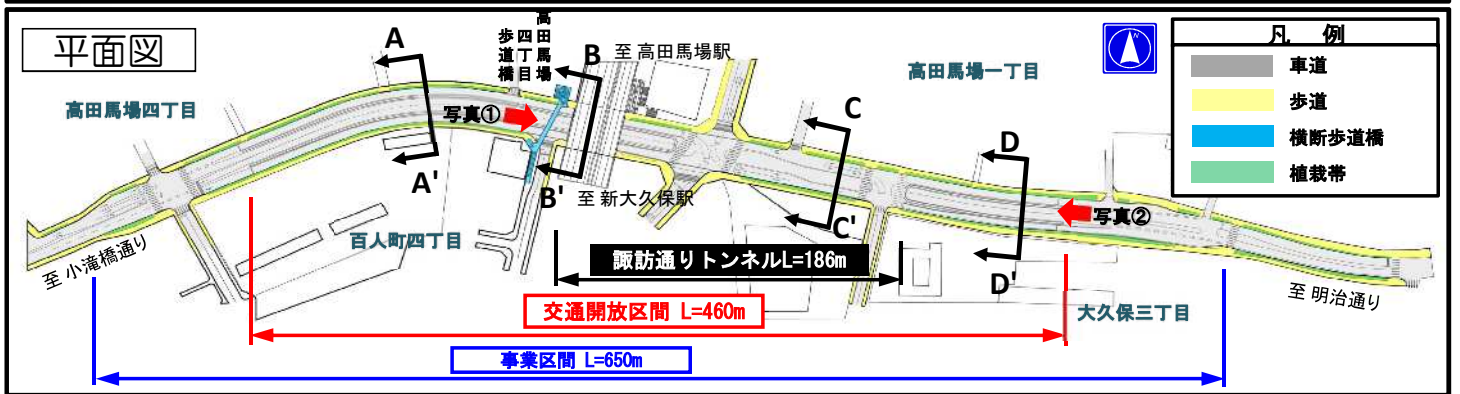 平面図
高田馬場
四丁目
歩道橋
A
B
至 高田馬場駅
高田馬場一丁目
N
凡 例
車道
歩道
横断歩道橋
植栽帯
高田馬場四丁目
写真①
C
D
A'
B'
至 新大久保駅
C'
写真②
D'
至 小滝橋通り
百人町四丁目
諏訪通りトンネルL=186m
交通開放区間 L=460m
大久保三丁目
至 明治通り
事業区間 L=650m